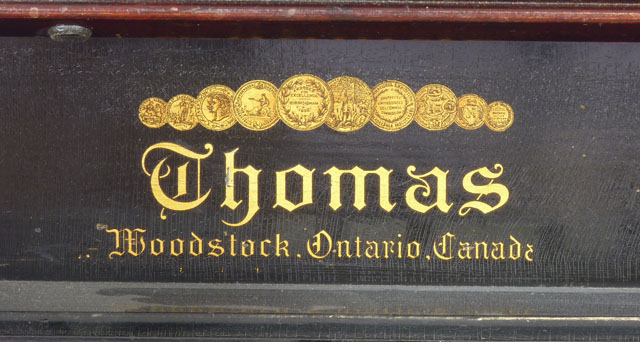 Thomas
Woodstock, Ontario, Canada